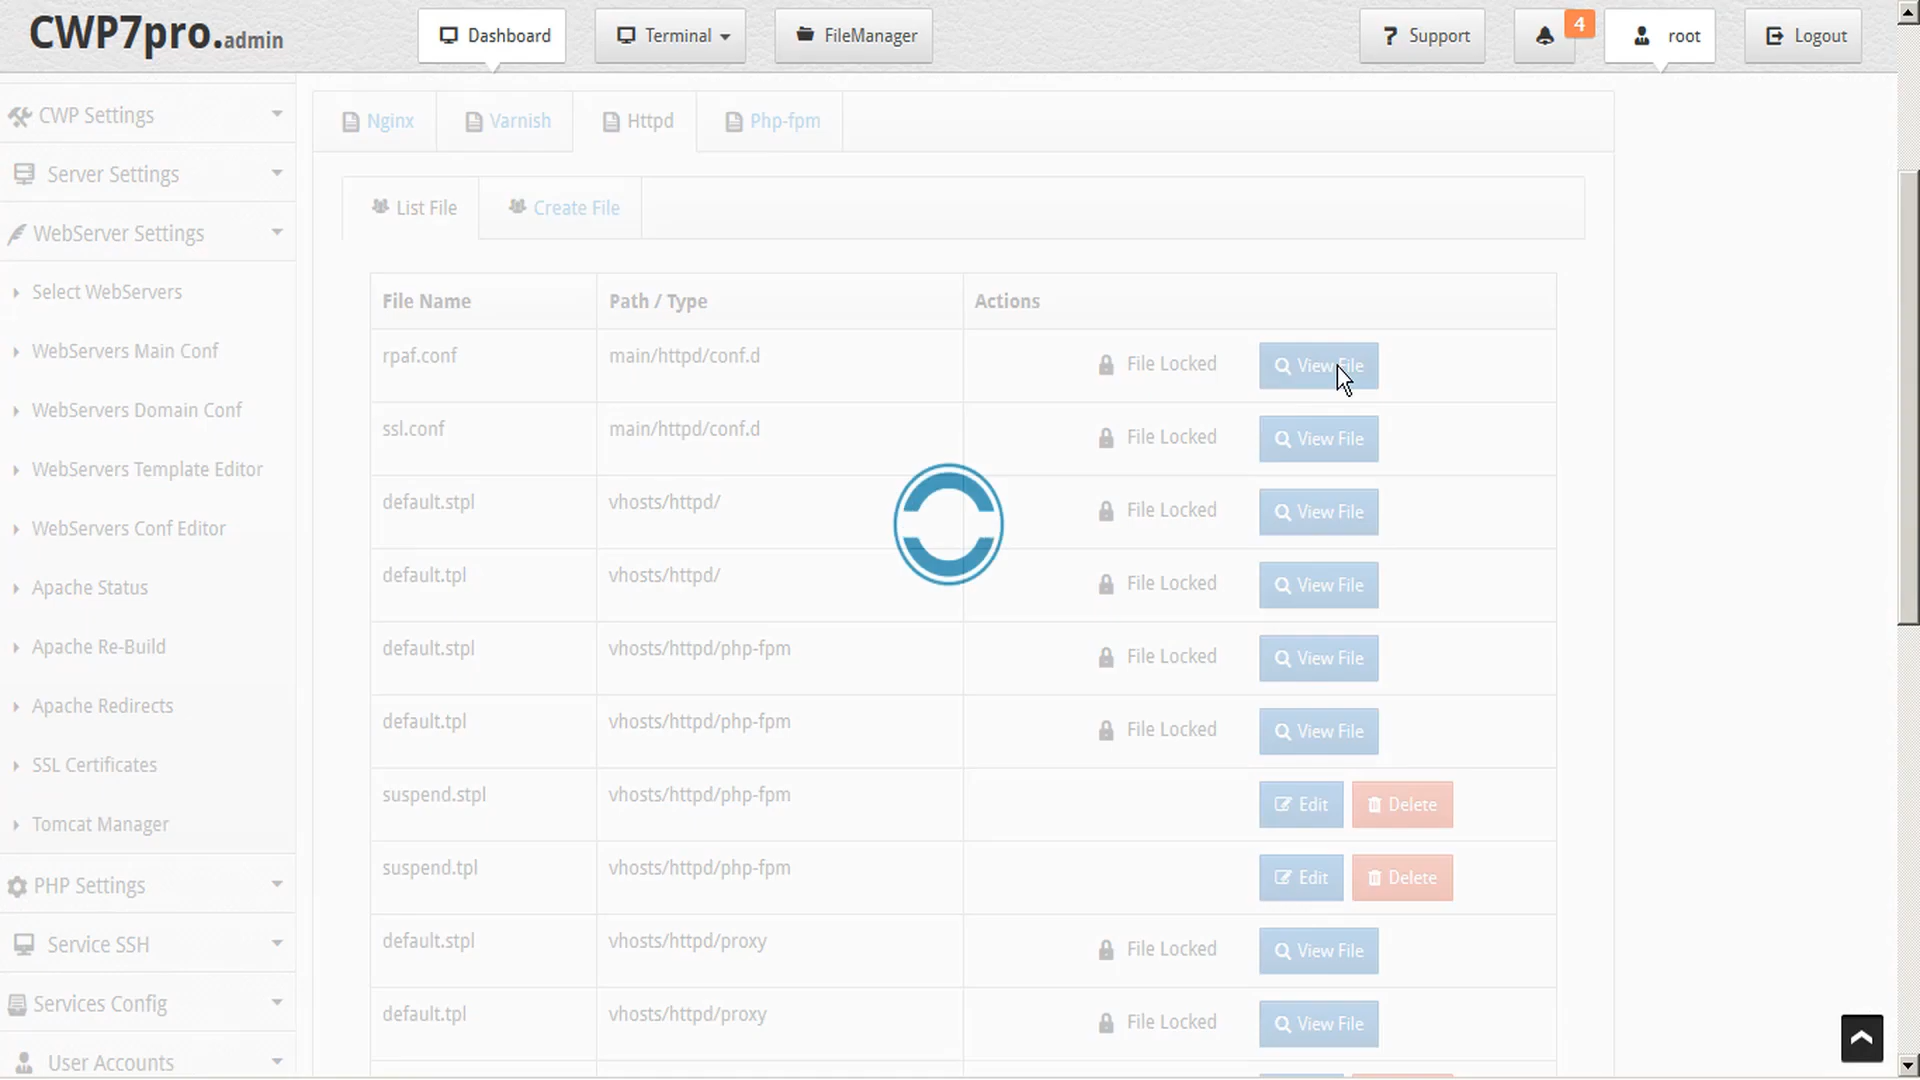 CWP7pro.admin
Dashboard
Terminal
FileManager
? Support
4
root
Logout
CWP Settings
Server Settings
WebServer Settings
Select WebServers
WebServers Main Conf
WebServers Domain Conf
WebServers Template Editor
WebServers Conf Editor
Apache Status
Apache Re-Build
Apache Redirects
SSL Certificates
Tomcat Manager
PHP Settings
Service SSH
Services Config
User Accounts
Nginx
Varnish
Httpd
Php-fpm
List File
Create File
File Name Path / Type Actions
rpaf.conf main/httpd/conf.d File Locked View File
ssl.conf main/httpd/conf.d File Locked View File
default.stpl vhosts/httpd/ File Locked View File
default.tpl vhosts/httpd/ File Locked View File
default.stpl vhosts/httpd/php-fpm File Locked View File
default.tpl vhosts/httpd/php-fpm File Locked View File
suspend.stpl vhosts/httpd/php-fpm Edit Delete
suspend.tpl vhosts/httpd/php-fpm Edit Delete
default.stpl vhosts/httpd/proxy File Locked View File
default.tpl vhosts/httpd/proxy File Locked View File